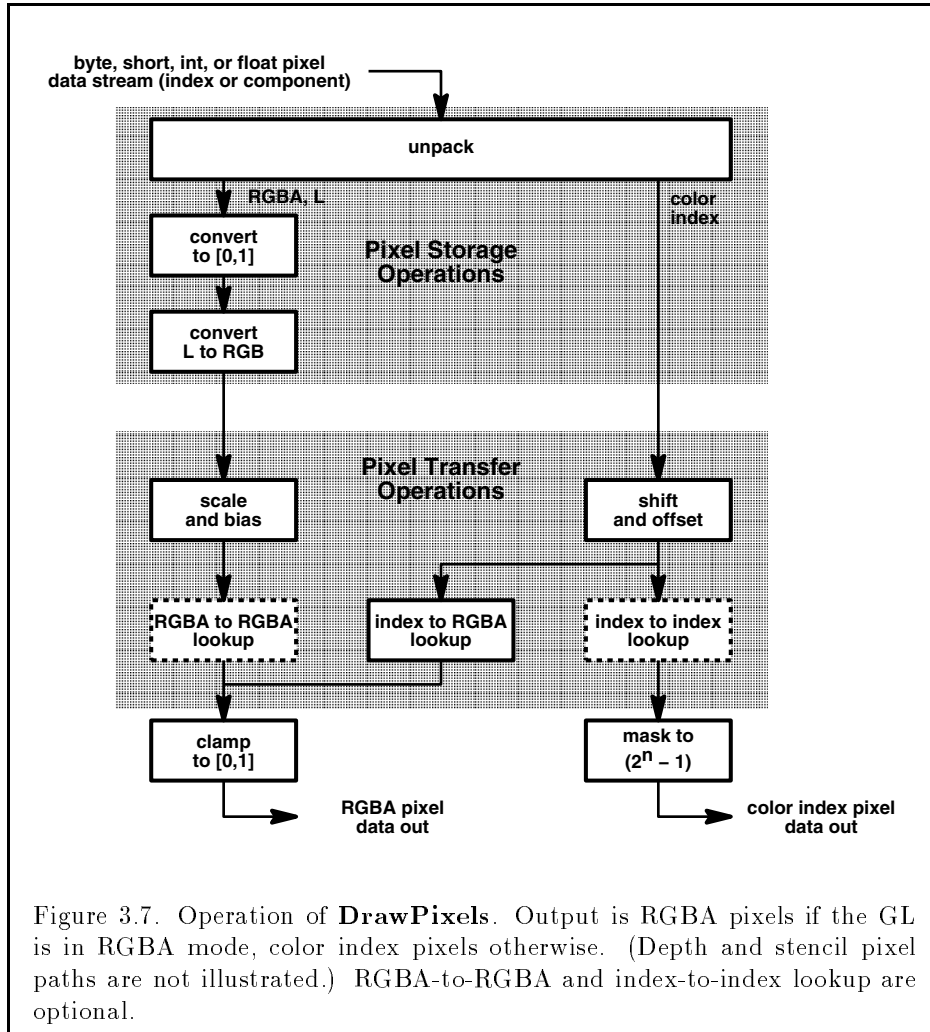 byte, short, int, or float pixel
data stream (index or component)
unpack
RGBA, L
color
index
convert
to [0,1]
Pixel Storage
Operations
convert
L to RGB
Pixel Transfer
Operations
scale
and bias
shift
and offset
RGBA to RGBA
lookup
index to RGBA
lookup
index to index
lookup
clamp
to [0,1]
mask to
(2^n − 1)
RGBA pixel
data out
color index pixel
data out
Figure 3.7. Operation of DrawPixels. Output is RGBA pixels if the GL
is in RGBA mode, color index pixels otherwise. (Depth and stencil pixel
paths are not illustrated.) RGBA-to-RGBA and index-to-index lookup are
optional.